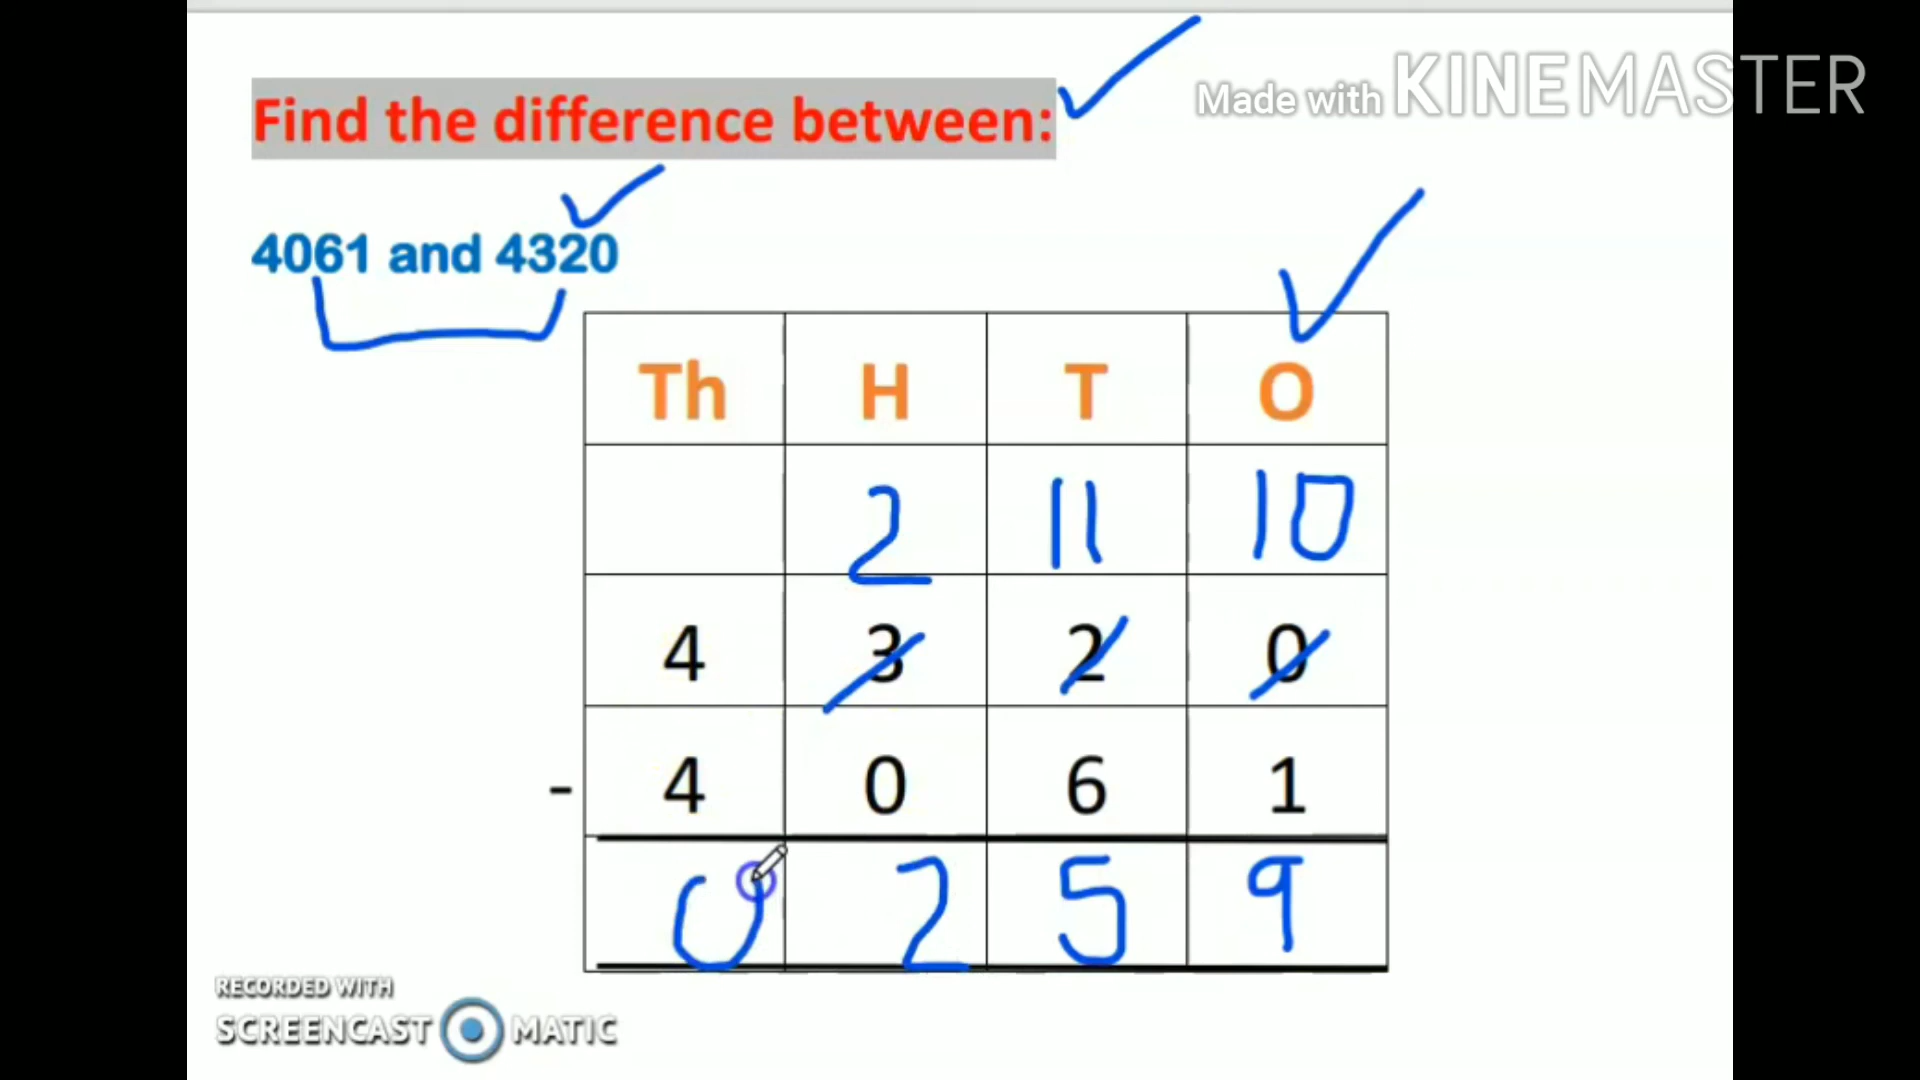 Find the difference between:
Made with KINEMASTER
4061 and 4320
Th H T O
2 11 10
4 3 2 0
- 4 0 6 1
0 2 5 9
RECORDED WITH
SCREENCAST MATIC